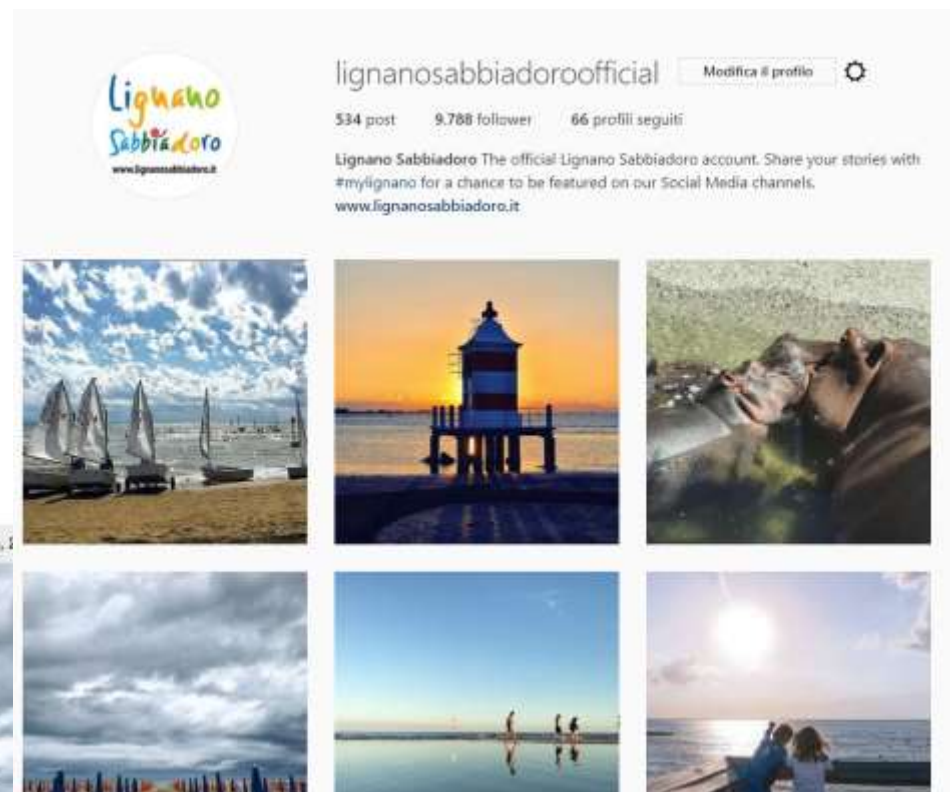 Lignano
Sabbiadoro
www.lignanosabbiadoro.it
lignanosabbiadoroofficial Modifica il profilo
534 post 9.788 follower 66 profili seguiti
Lignano Sabbiadoro The official Lignano Sabbiadoro account. Share your stories with
#mylignano for a chance to be featured on our Social Media channels.
www.lignanosabbiadoro.it